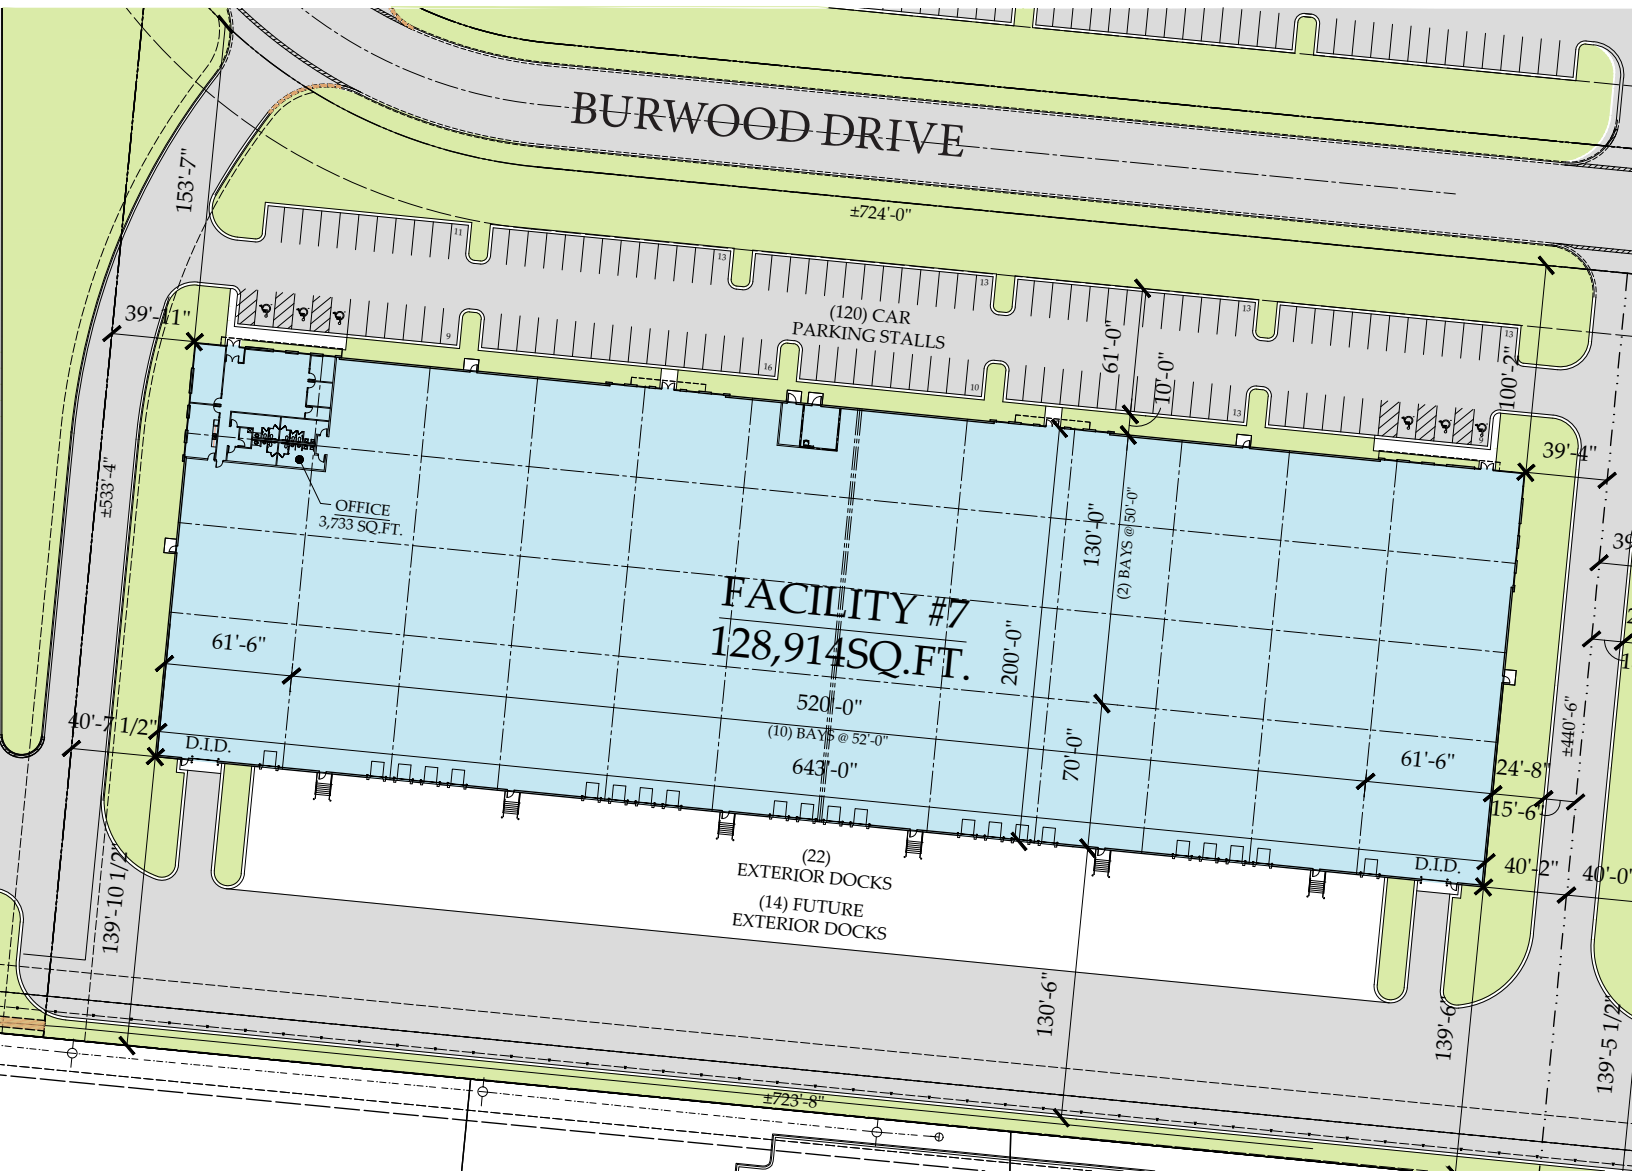 BURWOOD DRIVE
153'-7"
±724'-0"
11
13
13
13
13
39'-11"
(120) CAR
PARKING STALLS
9
16
10
13
61'-0"
10'-0"
100'-2"
39'-4"
±533'-4"
OFFICE
3,733 SQ.FT.
130'-0"
(2) BAYS @ 50'-0"
39
FACILITY #7
128,914SQ.FT.
200'-0"
61'-6"
520'-0"
(10) BAYS @ 52'-0"
643'-0"
70'-0"
61'-6"
±440'-6"
24'-8"
15'-6"
40'-7 1/2"
D.I.D.
D.I.D.
40'-2"
40'-0"
(22)
EXTERIOR DOCKS
(14) FUTURE
EXTERIOR DOCKS
139'-10 1/2"
130'-6"
139'-6"
139'-5 1/2"
±723'-8"